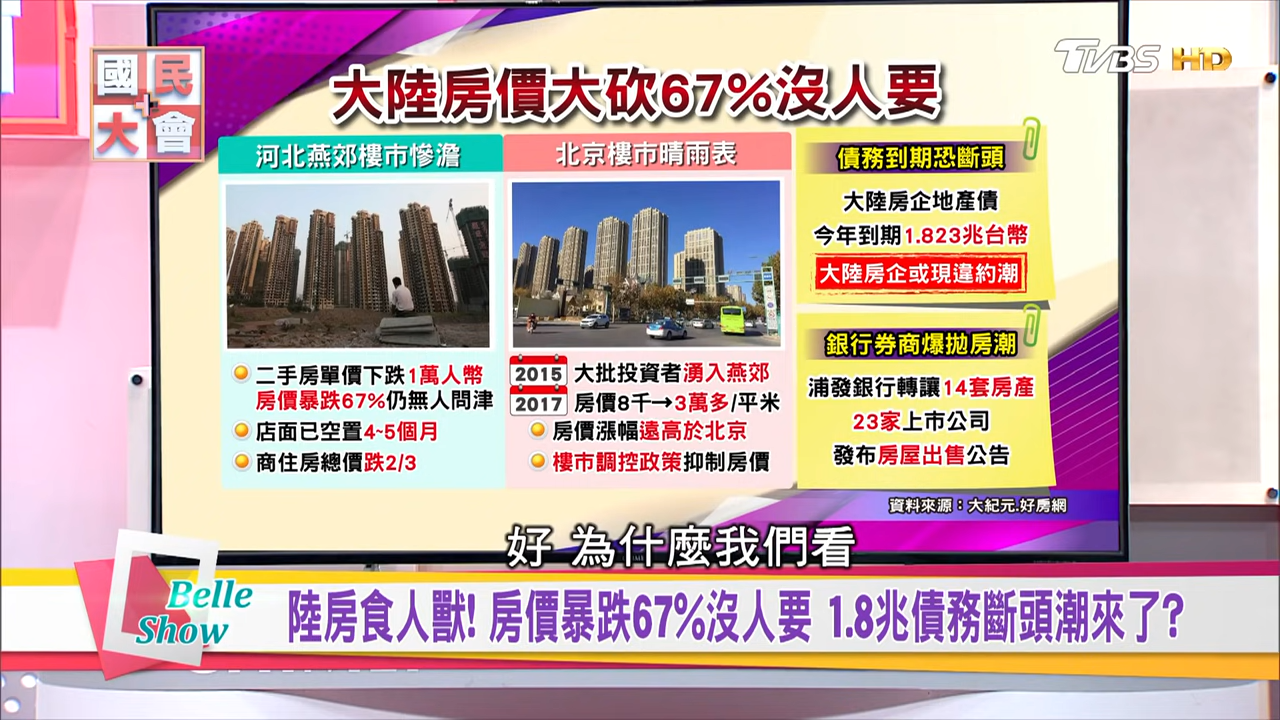 國民
大會
TVBS HD
大陸房價大砍67%沒人要
河北燕郊樓市慘澹
二手房單價下跌1萬人幣
房價暴跌67%仍無人問津
店面已空置4~5個月
商住房總價跌2/3
北京樓市晴雨表
2015 大批投資者湧入燕郊
2017 房價8千→3萬多/平米
房價漲幅遠高於北京
樓市調控政策抑制房價
債務到期恐斷頭
大陸房企地產債
今年到期1.823兆台幣
大陸房企或現違約潮
銀行券商爆拋房潮
浦發銀行轉讓14套房產
23家上市公司
發布房屋出售公告
資料來源：大紀元.好房網
好 為什麼我們看
Belle
Show
陸房食人獸! 房價暴跌67%沒人要 1.8兆債務斷頭潮來了?